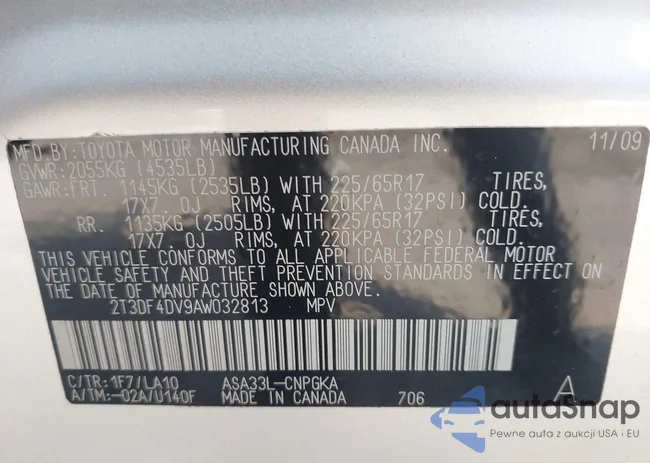 MFD.BY:TOYOTA MOTOR MANUFACTURING CANADA INC. 11/09
GVWR:2055KG (4535LB)
GAWR:FRT. 1145KG (2535LB) WITH 225/65R17 TIRES,
17X7.0J RIMS, AT 220KPA (32PSI) COLD.
RR. 1135KG (2505LB) WITH 225/65R17 TIRES,
17X7.0J RIMS, AT 220KPA (32PSI) COLD.
THIS VEHICLE CONFORMS TO ALL APPLICABLE FEDERAL MOTOR
VEHICLE SAFETY AND THEFT PREVENTION STANDARDS IN EFFECT ON
THE DATE OF MANUFACTURE SHOWN ABOVE.
2T3DF4DV9AW032813 MPV
C/TR:1F7/LA10 ASA33L-CNPGKA A
A/TM:-02A/U140F MADE IN CANADA 706
autasnap
Pewne auta z aukcji USA i EU